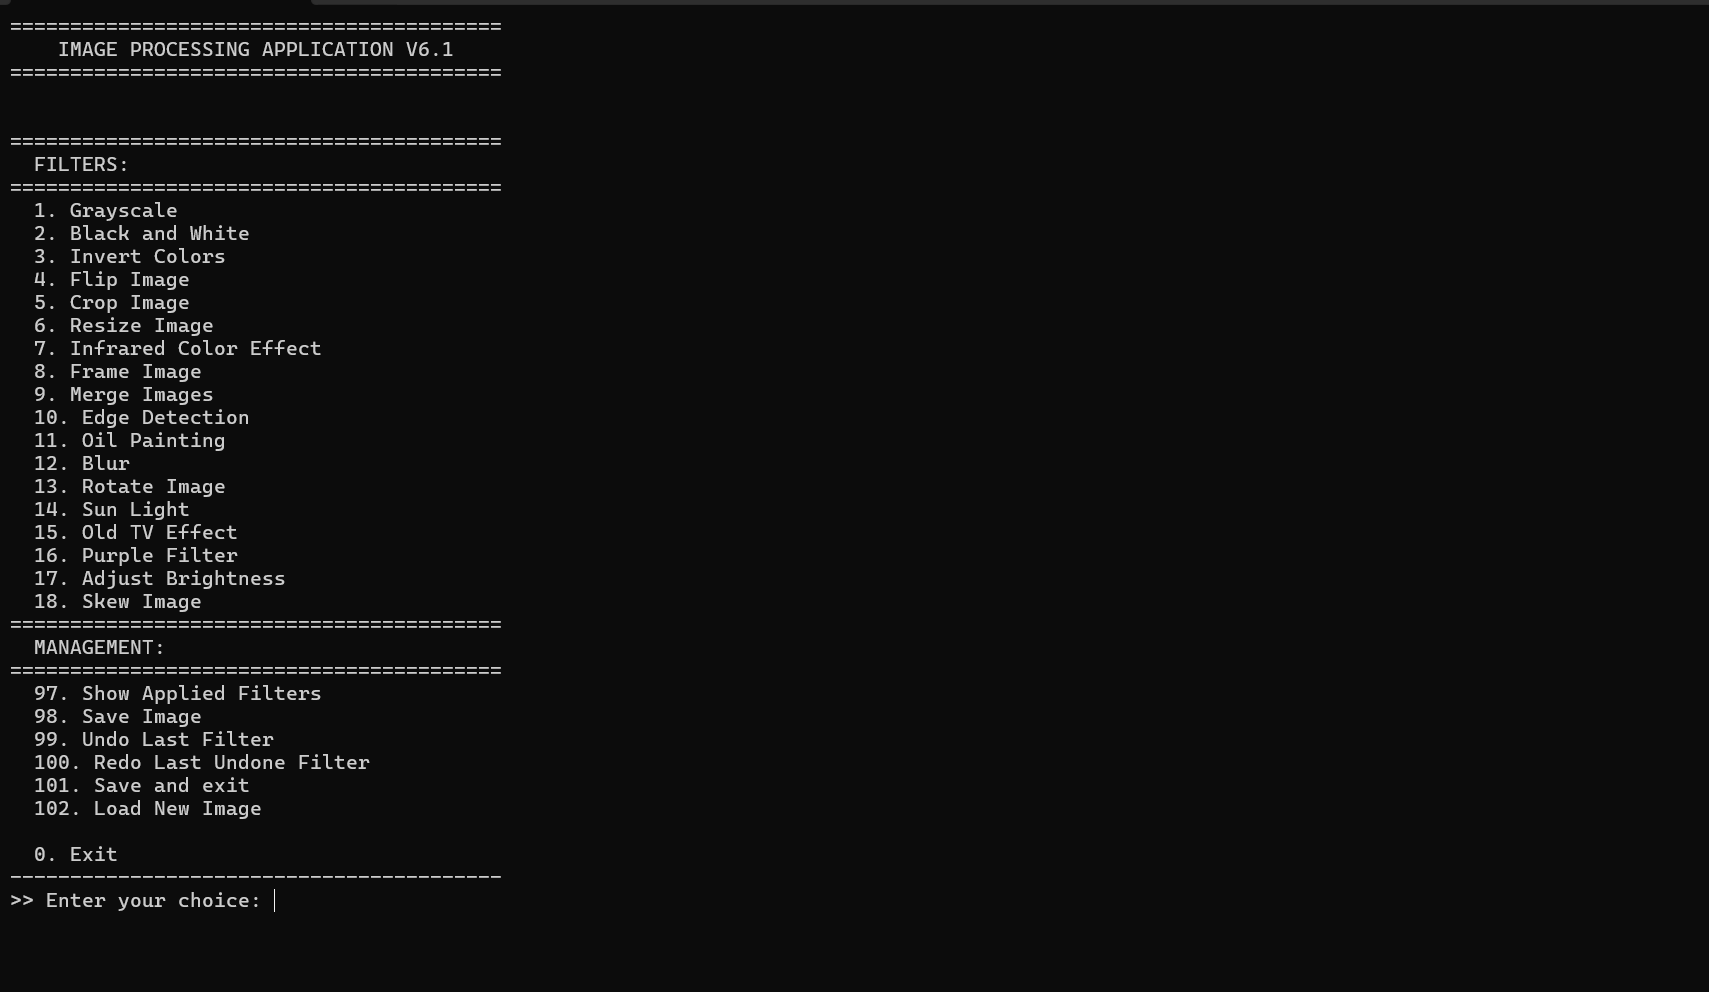 =========================================
IMAGE PROCESSING APPLICATION V6.1
=========================================
=========================================
FILTERS:
=========================================
1. Grayscale
2. Black and White
3. Invert Colors
4. Flip Image
5. Crop Image
6. Resize Image
7. Infrared Color Effect
8. Frame Image
9. Merge Images
10. Edge Detection
11. Oil Painting
12. Blur
13. Rotate Image
14. Sun Light
15. Old TV Effect
16. Purple Filter
17. Adjust Brightness
18. Skew Image
=========================================
MANAGEMENT:
=========================================
97. Show Applied Filters
98. Save Image
99. Undo Last Filter
100. Redo Last Undone Filter
101. Save and exit
102. Load New Image
0. Exit
-----------------------------------------
>> Enter your choice: